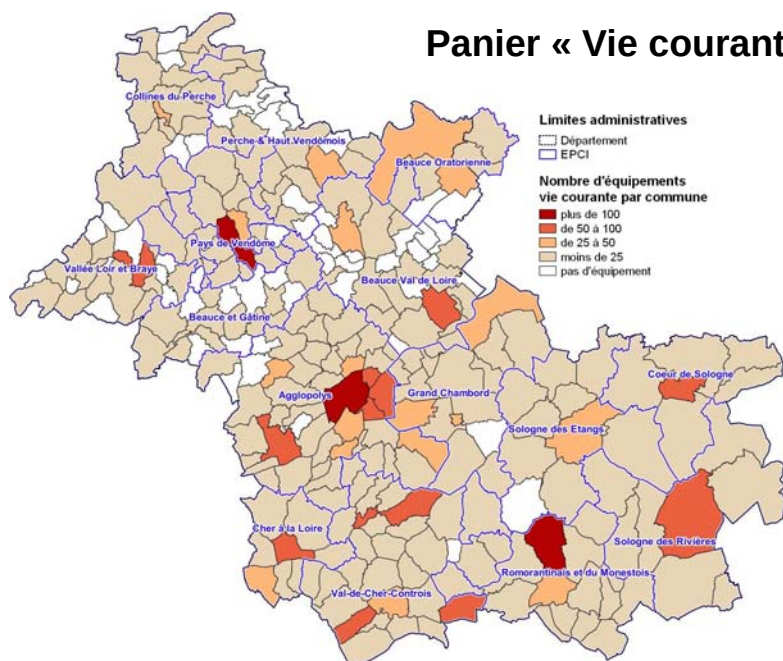 Panier « Vie courant
Limites administratives
Département
EPCI
Nombre d'équipements
vie courante par commune
plus de 100
de 50 à 100
de 25 à 50
moins de 25
pas d'équipement
Collines du Perche
Perche & Haut Vendômois
Beauce Oratorienne
Pays de Vendôme
Vallée Loir et Braye
Beauce Val de Loire
Beauce et Gâtine
Agglopolys
Grand Chambord
Coeur de Sologne
Sologne des Etangs
Cher à la Loire
Sologne des Rivières
Romorantinais et du Monestois
Val-de-Cher-Controis